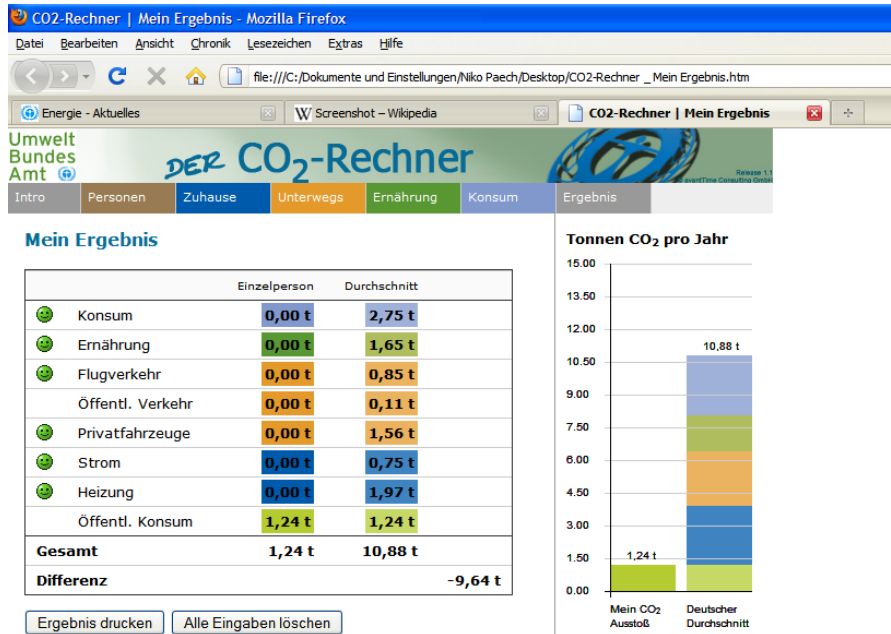 CO2-Rechner | Mein Ergebnis - Mozilla Firefox
Datei Bearbeiten Ansicht Chronik Lesezeichen Extras Hilfe
file:///C:/Dokumente und Einstellungen/Niko Paech/Desktop/CO2-Rechner _ Mein Ergebnis.htm
Energie - Aktuelles Screenshot – Wikipedia CO2-Rechner | Mein Ergebnis
Umwelt
Bundes
Amt
DER CO2-Rechner
Release 1.1
avantTime Consulting GmbH
Intro Personen Zuhause Unterwegs Ernährung Konsum Ergebnis
Mein Ergebnis
Einzelperson Durchschnitt
Konsum 0,00 t 2,75 t
Ernährung 0,00 t 1,65 t
Flugverkehr 0,00 t 0,85 t
Öffentl. Verkehr 0,00 t 0,11 t
Privatfahrzeuge 0,00 t 1,56 t
Strom 0,00 t 0,75 t
Heizung 0,00 t 1,97 t
Öffentl. Konsum 1,24 t 1,24 t
Gesamt 1,24 t 10,88 t
Differenz -9,64 t
Ergebnis drucken Alle Eingaben löschen
Tonnen CO2 pro Jahr
15.00
13.50
12.00
10,88 t
10.50
9.00
7.50
6.00
4.50
3.00
1.50 1,24 t
0.00
Mein CO2 Deutscher
Ausstoß Durchschnitt